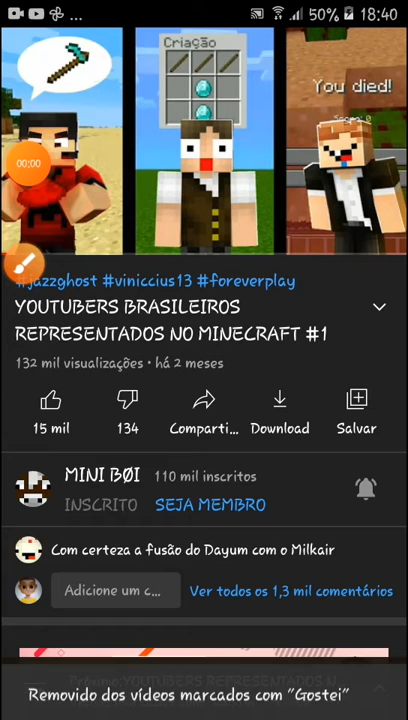 ... 50% 18:40
Criação
You died!
00:00
#jazzghost #viniccius13 #foreverplay
YOUTUBERS BRASILEIROS
REPRESENTADOS NO MINECRAFT #1
132 mil visualizações • há 2 meses
15 mil 134 Comparti... Download Salvar
MINI BØI 110 mil inscritos
INSCRITO SEJA MEMBRO
Com certeza a fusão do Dayum com o Milkair
Adicione um c... Ver todos os 1,3 mil comentários
Próximo: YOUTUBERS REPRESENTADOS N...
Removido dos vídeos marcados com "Gostei"